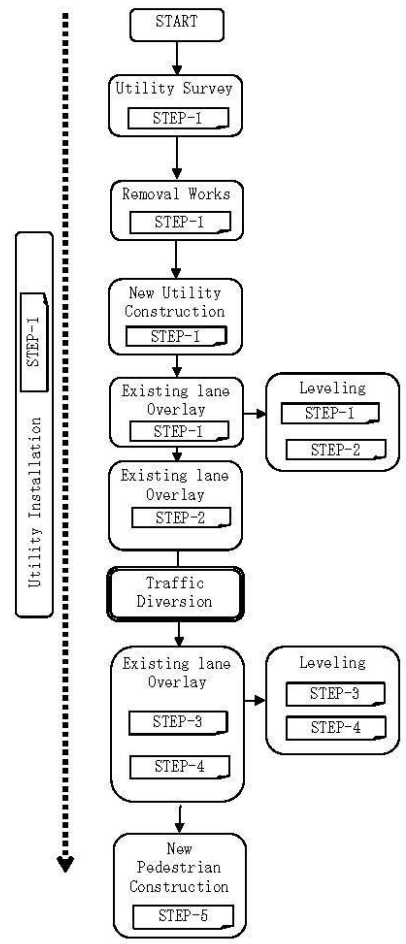 START
Utility Survey
STEP-1
Removal Works
STEP-1
New Utility
Construction
STEP-1
Existing lane
Overlay
STEP-1
Leveling
STEP-1
STEP-2
Existing lane
Overlay
STEP-2
Traffic
Diversion
Existing lane
Overlay
STEP-3
STEP-4
Leveling
STEP-3
STEP-4
New
Pedestrian
Construction
STEP-5
Utility Installation
STEP-1